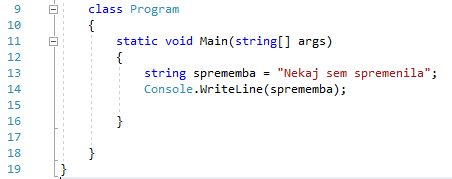 9 class Program
10 {
11 static void Main(string[] args)
12 {
13 string sprememba = "Nekaj sem spremenila";
14 Console.WriteLine(sprememba);
15
16 }
17
18 }
19 }